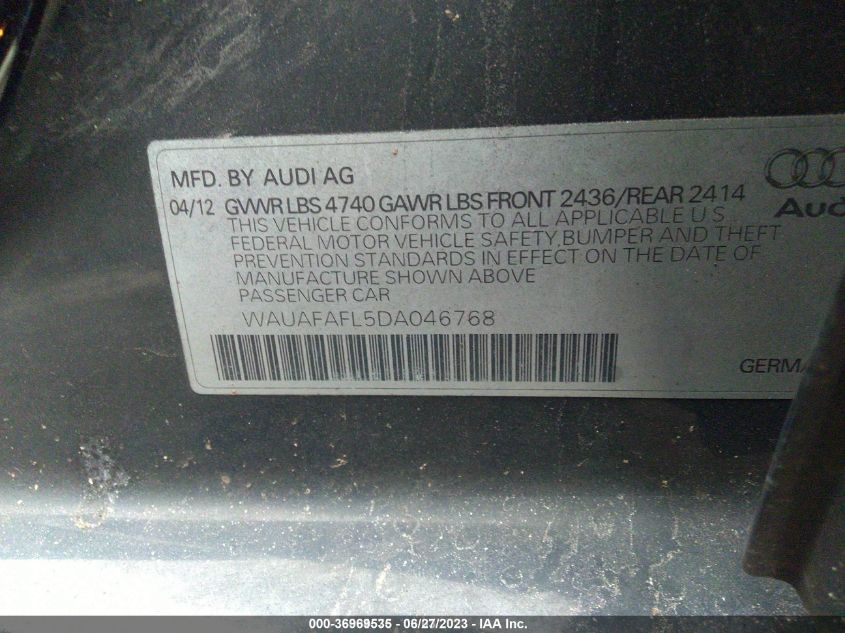 MFD. BY AUDI AG
04/12 GVWR LBS 4740 GAWR LBS FRONT 2436/REAR 2414
THIS VEHICLE CONFORMS TO ALL APPLICABLE U S
FEDERAL MOTOR VEHICLE SAFETY, BUMPER AND THEFT
PREVENTION STANDARDS IN EFFECT ON THE DATE OF
MANUFACTURE SHOWN ABOVE
PASSENGER CAR
WAUAFAFL5DA046768
000-36969535 - 06/27/2023 - IAA Inc.